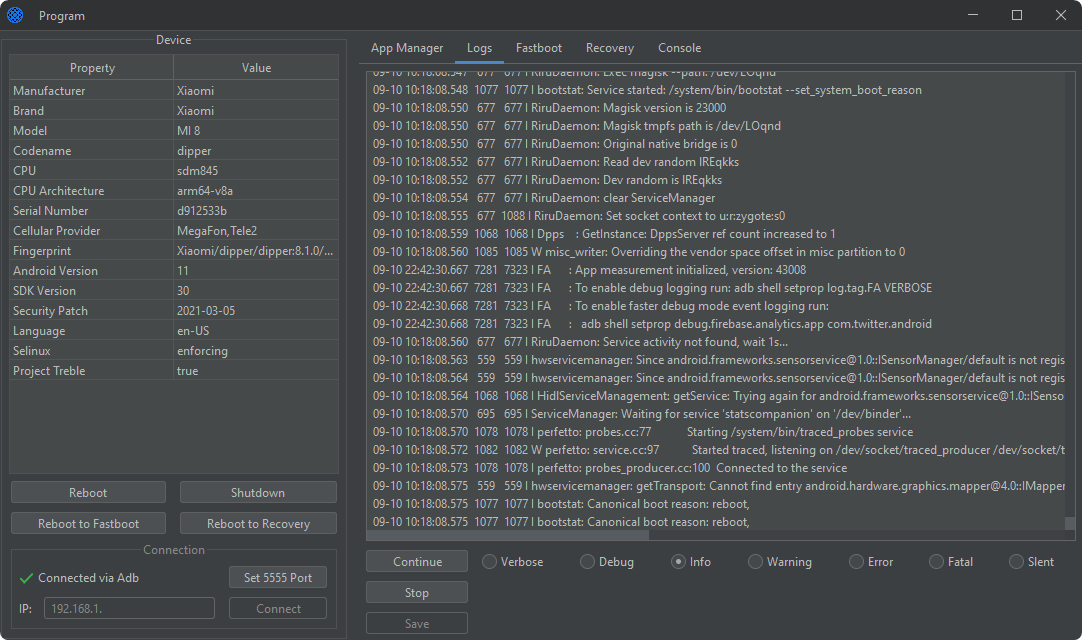 Program
Device
Property Value
Manufacturer Xiaomi
Brand Xiaomi
Model MI 8
Codename dipper
CPU sdm845
CPU Architecture arm64-v8a
Serial Number d912533b
Cellular Provider MegaFon,Tele2
Fingerprint Xiaomi/dipper/dipper:8.1.0/...
Android Version 11
SDK Version 30
Security Patch 2021-03-05
Language en-US
Selinux enforcing
Project Treble true
Reboot Shutdown
Reboot to Fastboot Reboot to Recovery
Connection
Connected via Adb Set 5555 Port
IP: 192.168.1. Connect
App Manager Logs Fastboot Recovery Console
09-10 10:18:08.547 677 677 I RiruDaemon: Exec magisk --path: /dev/LOqnd
09-10 10:18:08.548 1077 1077 I bootstat: Service started: /system/bin/bootstat --set_system_boot_reason
09-10 10:18:08.550 677 677 I RiruDaemon: Magisk version is 23000
09-10 10:18:08.550 677 677 I RiruDaemon: Magisk tmpfs path is /dev/LOqnd
09-10 10:18:08.550 677 677 I RiruDaemon: Original native bridge is 0
09-10 10:18:08.552 677 677 I RiruDaemon: Read dev random IREqkks
09-10 10:18:08.552 677 677 I RiruDaemon: Dev random is IREqkks
09-10 10:18:08.554 677 677 I RiruDaemon: clear ServiceManager
09-10 10:18:08.555 677 1088 I RiruDaemon: Set socket context to u:r:zygote:s0
09-10 10:18:08.559 1068 1068 I Dpps : GetInstance: DppsServer ref count increased to 1
09-10 10:18:08.560 1085 1085 W misc_writer: Overriding the vendor space offset in misc partition to 0
09-10 22:42:30.667 7281 7323 I FA : App measurement initialized, version: 43008
09-10 22:42:30.668 7281 7323 I FA : To enable debug logging run: adb shell setprop log.tag.FA VERBOSE
09-10 22:42:30.668 7281 7323 I FA : To enable faster debug mode event logging run:
09-10 22:42:30.668 7281 7323 I FA : adb shell setprop debug.firebase.analytics.app com.twitter.android
09-10 10:18:08.560 677 677 I RiruDaemon: Service activity not found, wait 1s...
09-10 10:18:08.563 559 559 I hwservicemanager: Since android.frameworks.sensorservice@1.0::ISensorManager/default is not regis
09-10 10:18:08.564 559 559 I hwservicemanager: Since android.frameworks.sensorservice@1.0::ISensorManager/default is not regis
09-10 10:18:08.564 1068 1068 I HidlServiceManagement: getService: Trying again for android.frameworks.sensorservice@1.0::ISenso
09-10 10:18:08.570 695 695 I ServiceManager: Waiting for service 'statscompanion' on '/dev/binder'...
09-10 10:18:08.570 1078 1078 I perfetto: probes.cc:77 Starting /system/bin/traced_probes service
09-10 10:18:08.572 1082 1082 W perfetto: service.cc:97 Started traced, listening on /dev/socket/traced_producer /dev/socket/t
09-10 10:18:08.573 1078 1078 I perfetto: probes_producer.cc:100 Connected to the service
09-10 10:18:08.575 559 559 I hwservicemanager: getTransport: Cannot find entry android.hardware.graphics.mapper@4.0::IMapper
09-10 10:18:08.575 1077 1077 I bootstat: Canonical boot reason: reboot,
09-10 10:18:08.575 1077 1077 I bootstat: Canonical boot reason: reboot,
Continue Verbose Debug Info Warning Error Fatal Slent
Stop
Save